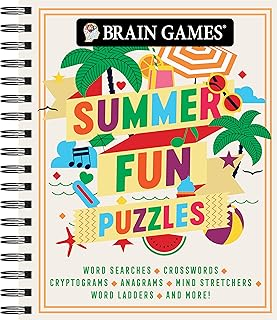 BRAIN GAMES®
SUMMER
FUN
PUZZLES
WORD SEARCHES ◆ CROSSWORDS ◆
CRYPTOGRAMS ◆ ANAGRAMS ◆ MIND STRETCHERS ◆
WORD LADDERS ◆ AND MORE!